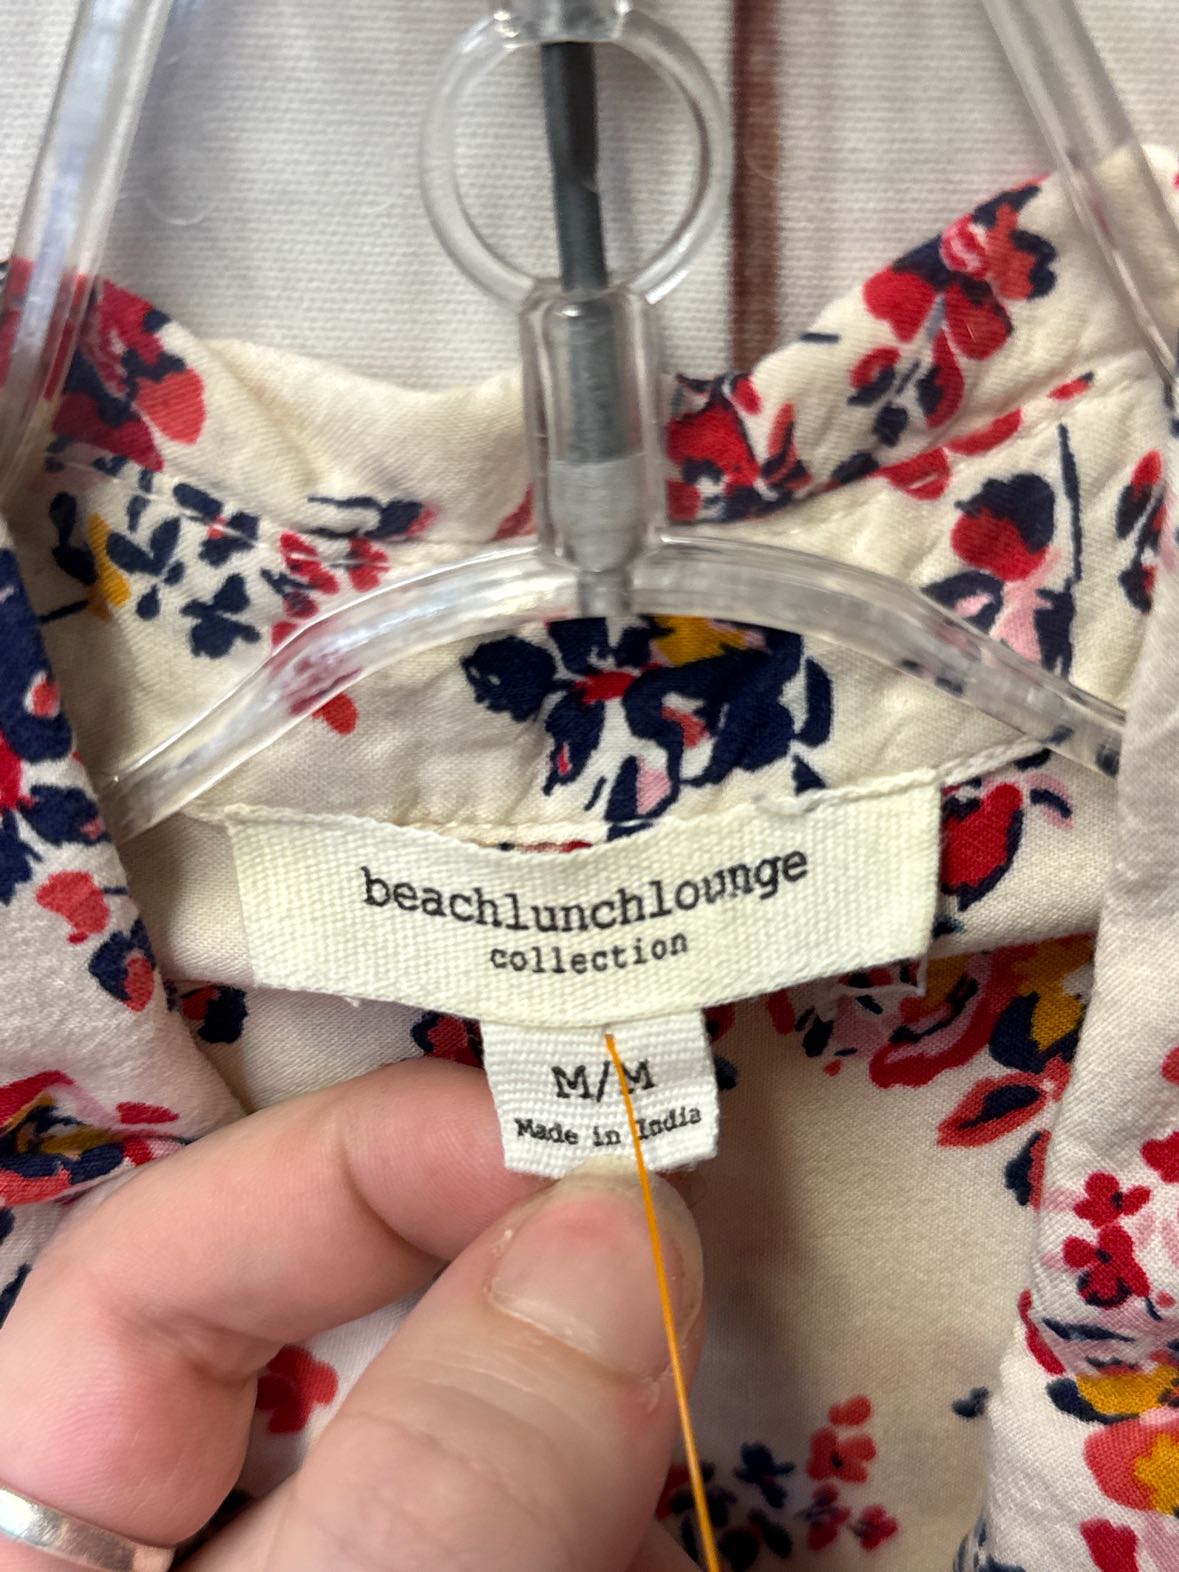 beachlunchlounge
collection
M/M
Made in India